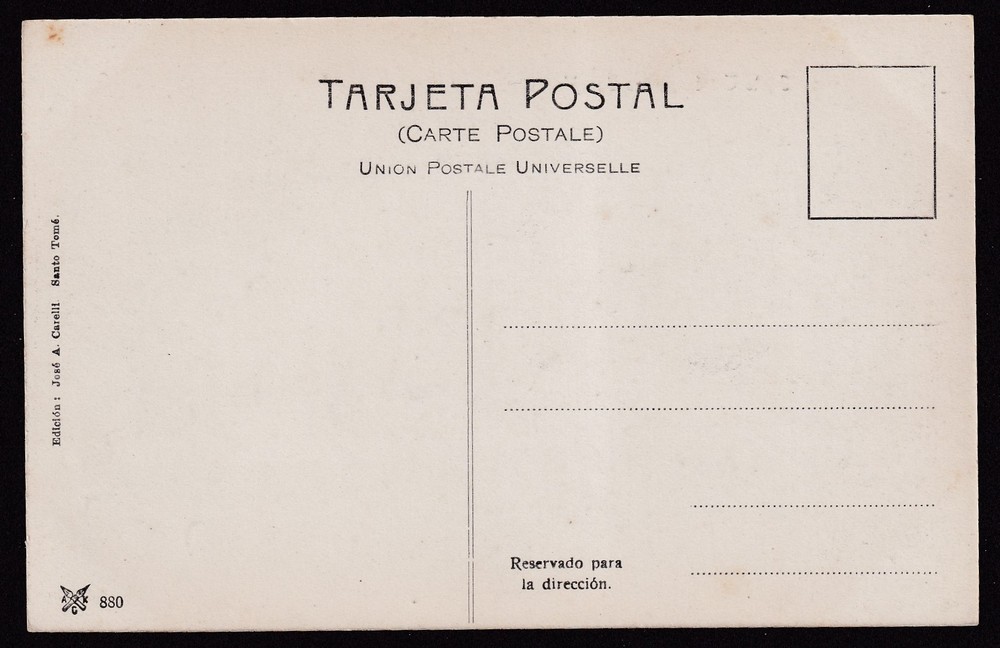 TARJETA POSTAL
(CARTE POSTALE)
UNION POSTALE UNIVERSELLE
Edición: José A. Carelli Santo Tomé.
Reservado para
la dirección.
A K
G
880